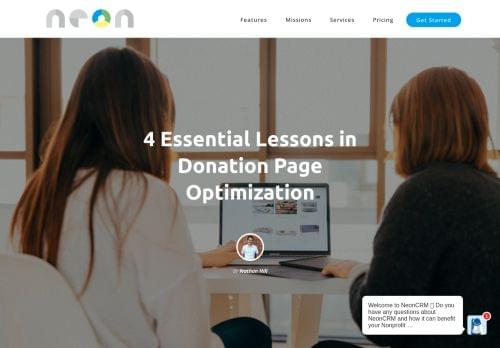 neon
Features Missions Services Pricing Get Started
4 Essential Lessons in
Donation Page
Optimization
by Nathan Hill
Welcome to NeonCRM ▯ Do you
have any questions about
NeonCRM and how it can benefit
your Nonprofit ...
1